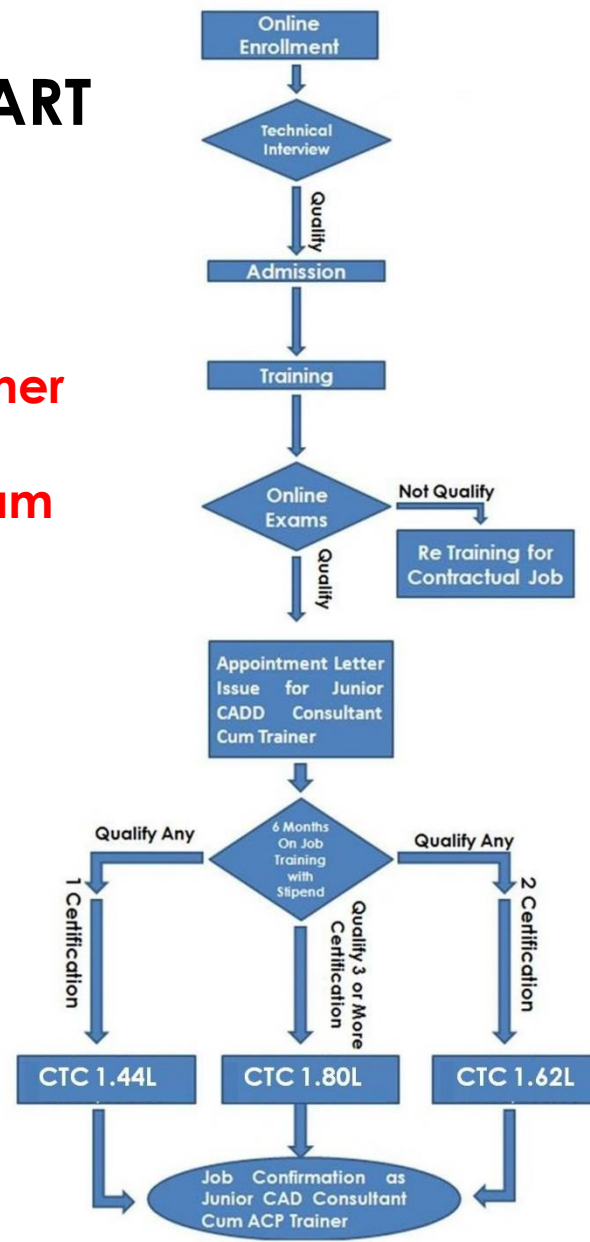 Online
Enrollment
ART
Technical
Interview
Qualify
Admission
Training
ner
um
Online
Exams
Not Qualify
Re Training for
Contractual Job
Qualify
Appointment Letter
Issue for Junior
CADD Consultant
Cum Trainer
6 Months
On Job
Training
with
Stipend
Qualify Any
1 Certification
Qualify 3 or More
Certification
Qualify Any
2 Certification
CTC 1.44L
CTC 1.80L
CTC 1.62L
Job Confirmation as
Junior CAD Consultant
Cum ACP Trainer